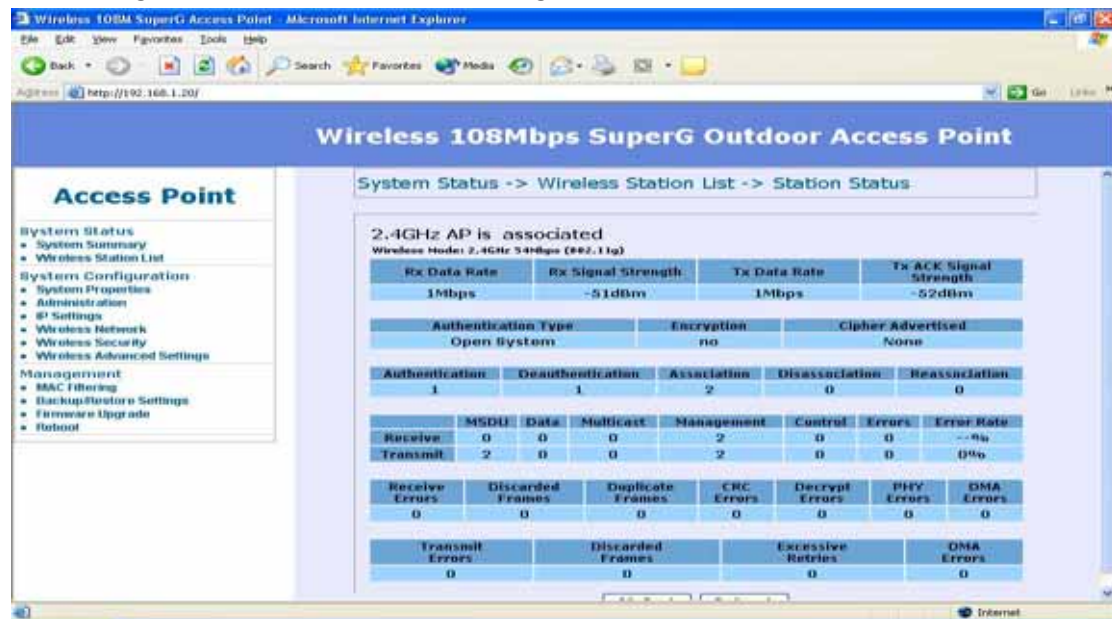 Wireless 108M SuperG Access Point - Microsoft Internet Explorer
File Edit View Favorites Tools Help
Back Search Favorites Media
Address http://192.168.1.20/ Go Links
Wireless 108Mbps SuperG Outdoor Access Point
Access Point
System Status
System Summary
Wireless Station List
System Configuration
System Properties
Administration
IP Settings
Wireless Network
Wireless Security
Wireless Advanced Settings
Management
MAC Filtering
Backup/Restore Settings
Firmware Upgrade
Reboot
System Status -> Wireless Station List -> Station Status
2.4GHz AP is associated
Wireless Mode: 2.4GHz 54Mbps (802.11g)
Rx Data Rate Rx Signal Strength Tx Data Rate Tx ACK Signal Strength
1Mbps -51dBm 1Mbps -52dBm
Authentication Type Encryption Cipher Advertised
Open System no None
Authentication Deauthentication Association Disassociation Reassociation
1 1 2 0 0
MSDU Data Multicast Management Control Errors Error Rate
Receive 0 0 0 2 0 0 --%
Transmit 2 0 0 2 0 0 0%
Receive Errors Discarded Frames Duplicate Frames CRC Errors Decrypt Errors PHY Errors DMA Errors
0 0 0 0 0 0 0
Transmit Errors Discarded Frames Excessive Retries DMA Errors
0 0 0 0
Internet